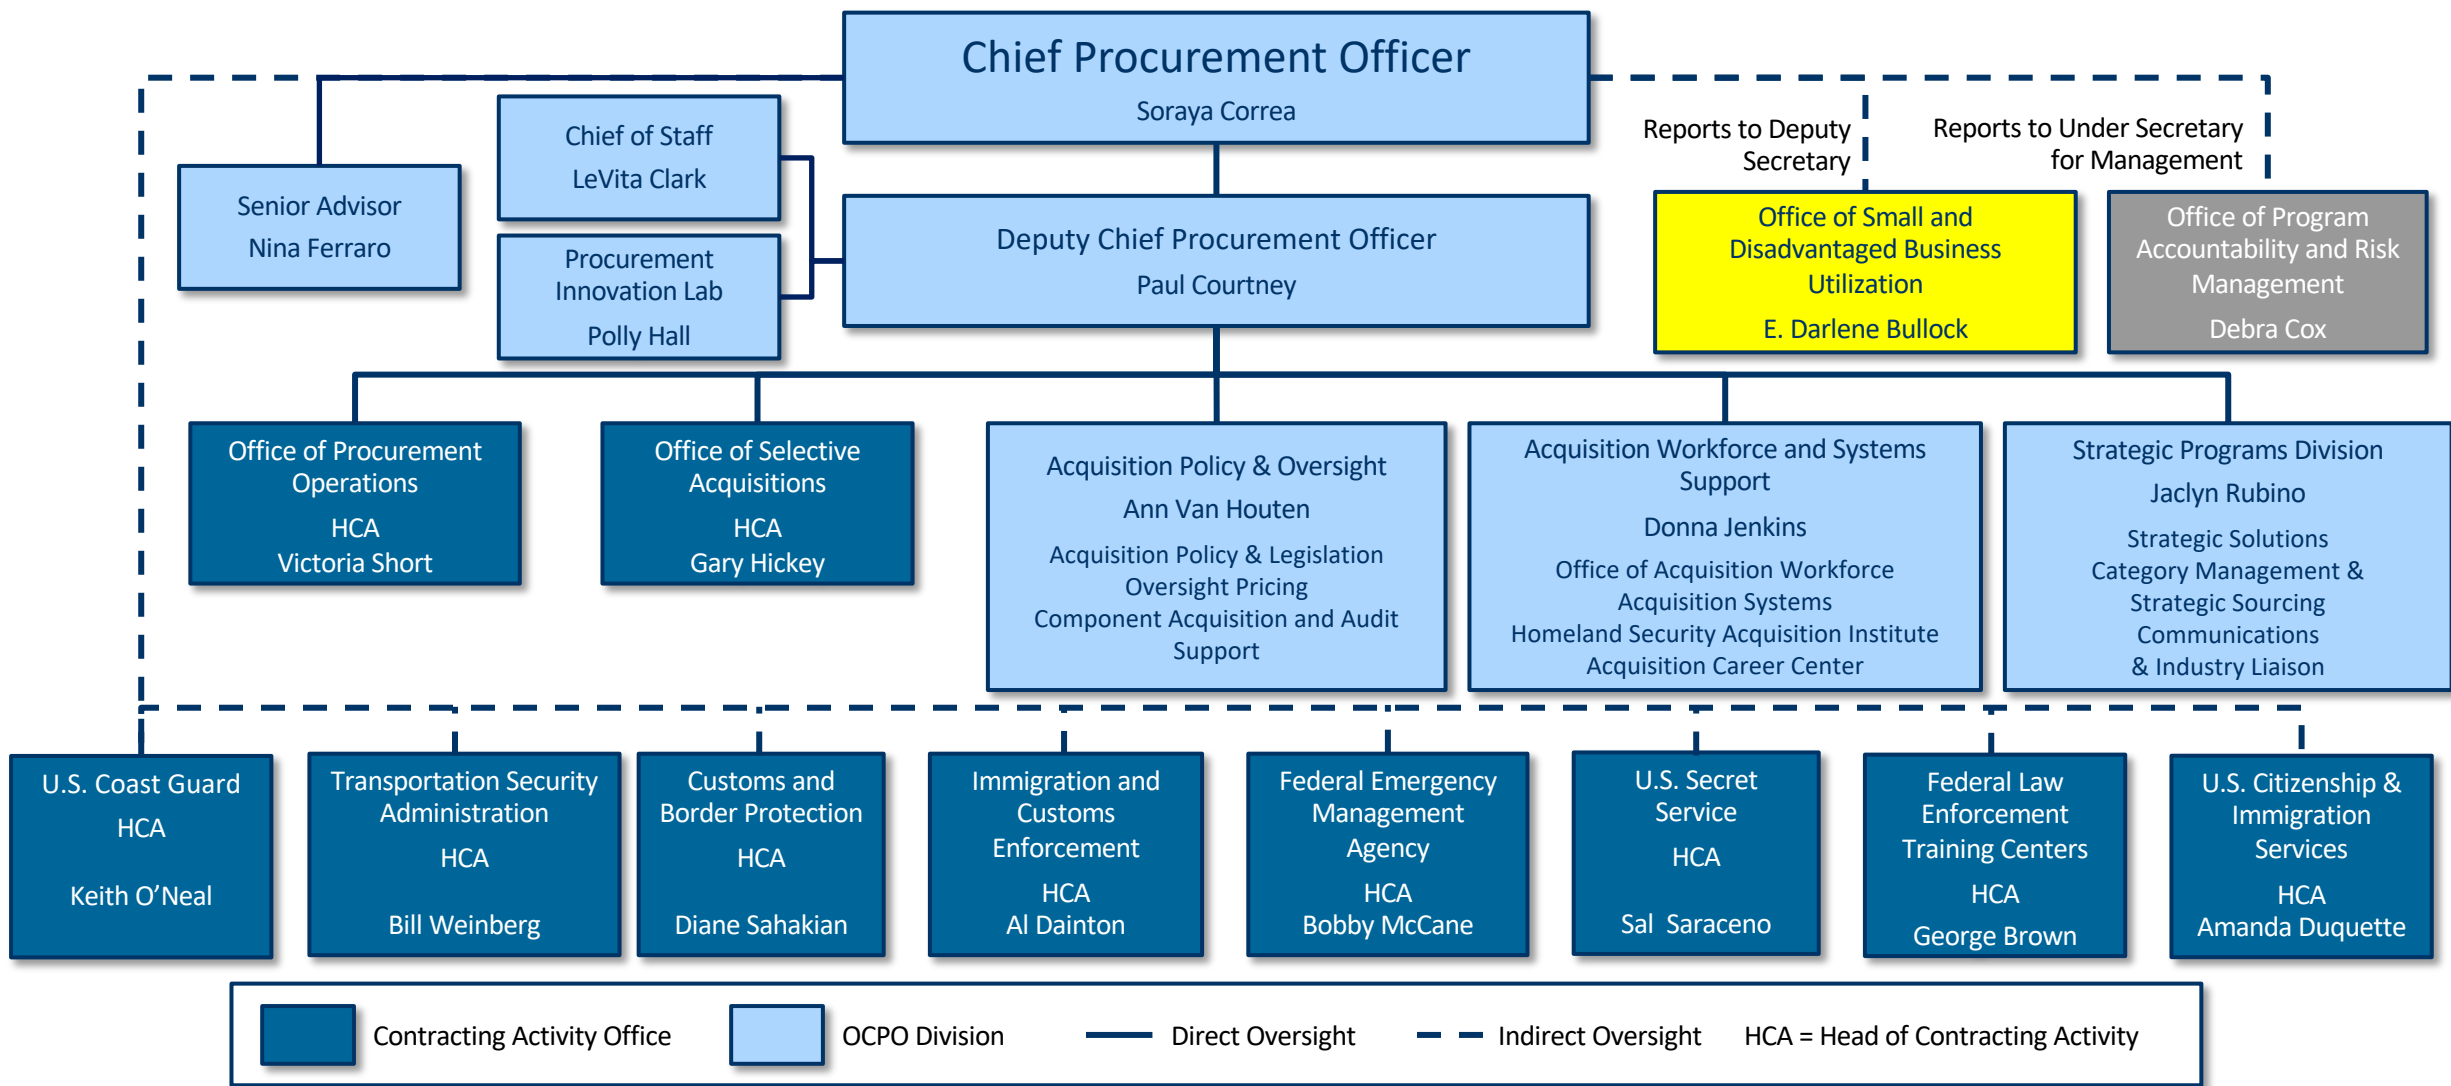 Chief Procurement Officer
Soraya Correa
Chief of Staff
LeVita Clark
Senior Advisor
Nina Ferraro
Procurement
Innovation Lab
Polly Hall
Deputy Chief Procurement Officer
Paul Courtney
Reports to Deputy
Secretary
Reports to Under Secretary
for Management
Office of Small and
Disadvantaged Business
Utilization
E. Darlene Bullock
Office of Program
Accountability and Risk
Management
Debra Cox
Office of Procurement
Operations
HCA
Victoria Short
Office of Selective
Acquisitions
HCA
Gary Hickey
Acquisition Policy & Oversight
Ann Van Houten
Acquisition Policy & Legislation
Oversight Pricing
Component Acquisition and Audit
Support
Acquisition Workforce and Systems
Support
Donna Jenkins
Office of Acquisition Workforce
Acquisition Systems
Homeland Security Acquisition Institute
Acquisition Career Center
Strategic Programs Division
Jaclyn Rubino
Strategic Solutions
Category Management &
Strategic Sourcing
Communications
& Industry Liaison
U.S. Coast Guard
HCA
Keith O’Neal
Transportation Security
Administration
HCA
Bill Weinberg
Customs and
Border Protection
HCA
Diane Sahakian
Immigration and
Customs
Enforcement
HCA
Al Dainton
Federal Emergency
Management
Agency
HCA
Bobby McCane
U.S. Secret
Service
HCA
Sal Saraceno
Federal Law
Enforcement
Training Centers
HCA
George Brown
U.S. Citizenship &
Immigration
Services
HCA
Amanda Duquette
Contracting Activity Office
OCPO Division
Direct Oversight
Indirect Oversight
HCA = Head of Contracting Activity